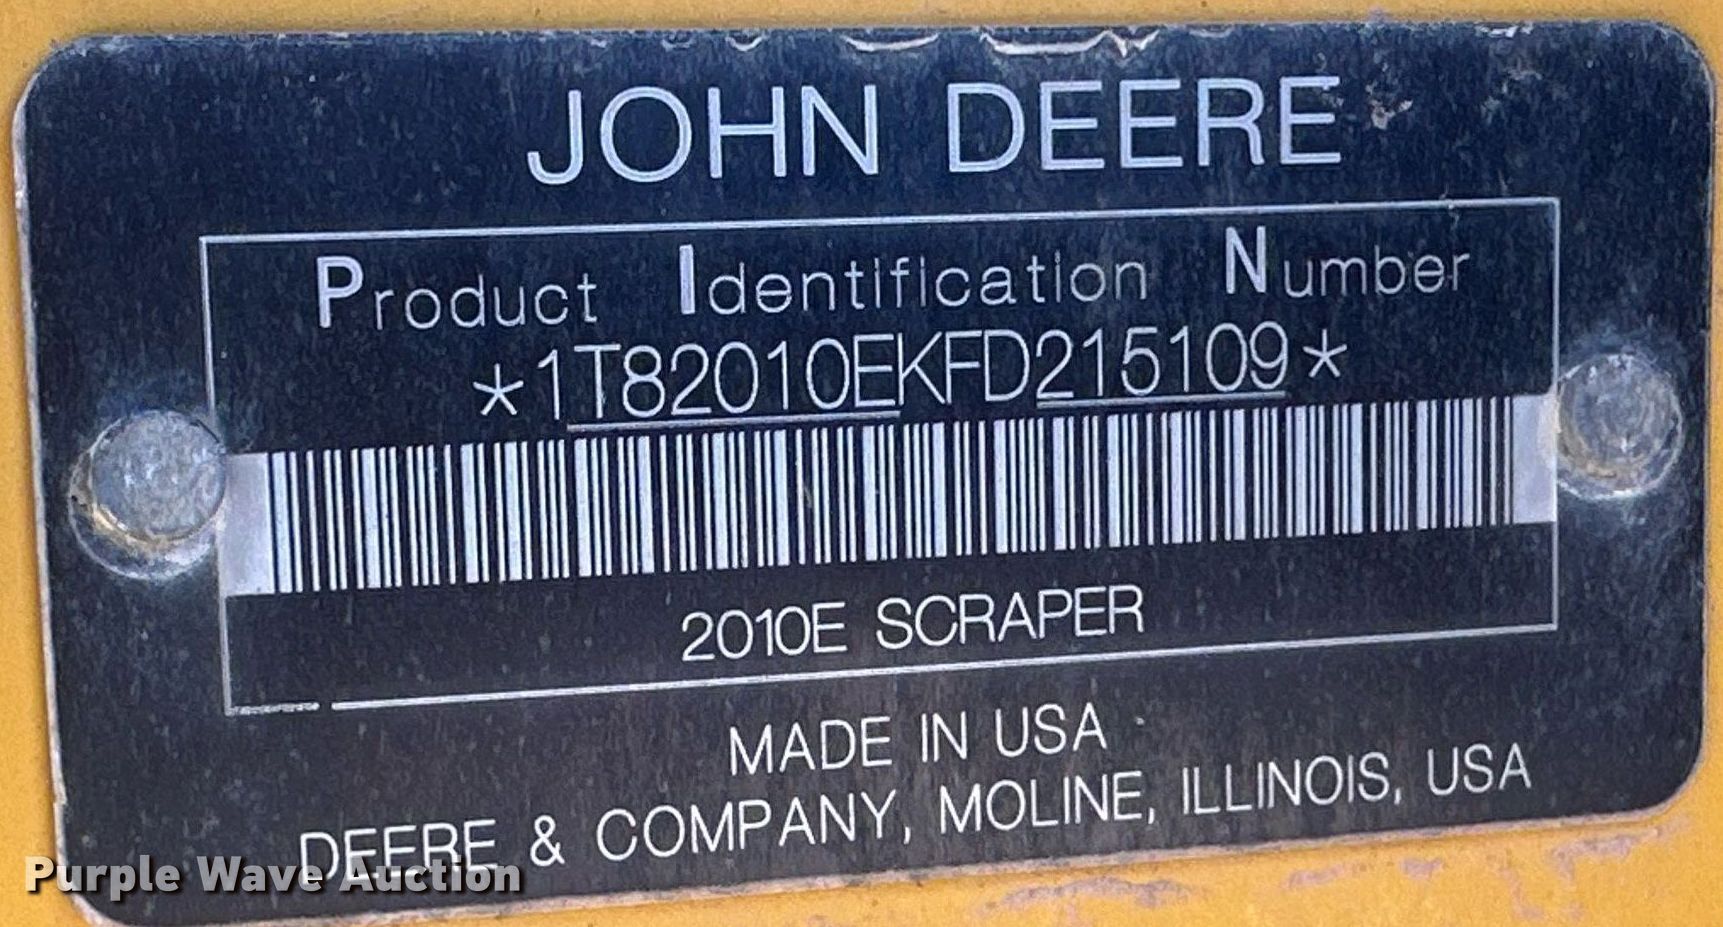 JOHN DEERE
Product Identification Number
*1T82010EKFD215109*
2010E SCRAPER
MADE IN USA
DEERE & COMPANY, MOLINE, ILLINOIS, USA
Purple Wave Auction